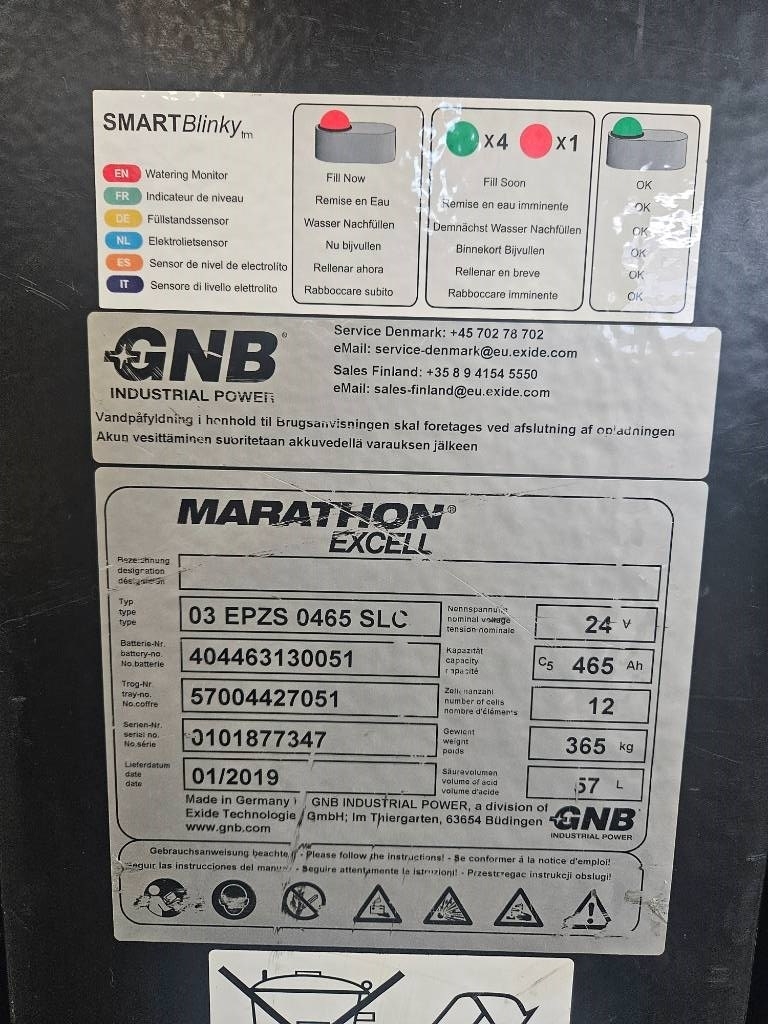 SMARTBlinky tm
EN Watering Monitor
FR Indicateur de niveau
DE Füllstandssensor
NL Elektrolietsensor
ES Sensor de nivel de electrolito
IT Sensore di livello elettrolito
Fill Now
Remise en Eau
Wasser Nachfüllen
Nu bijvullen
Rellenar ahora
Rabboccare subito
x4 x1
Fill Soon
Remise en eau imminente
Demnächst Wasser Nachfüllen
Binnekort Bijvullen
Rellenar en breve
Rabboccare imminente
OK
OK
OK
OK
OK
OK
GNB®
INDUSTRIAL POWER
Service Denmark: +45 702 78 702
eMail: service-denmark@eu.exide.com
Sales Finland: +35 8 9 4154 5550
eMail: sales-finland@eu.exide.com
Vandpåfyldning i henhold til Brugsanvisningen skal foretages ved afslutning af opladningen
Akun vesittäminen suoritetaan akkuvedellä varauksen jälkeen
MARATHON®
EXCELL
Bezeichnung
designation
désignation
Typ
type
type
03 EPZS 0465 SLC
Nennspannung
nominal voltage
tension nominale
24 V
Batterie-Nr.
battery-no.
No.batterie
404463130051
Kapazität
capacity
capacité
C5 465 Ah
Trog-Nr.
tray-no.
No.coffre
57004427051
Zellenanzahl
number of cells
nombre d'éléments
12
Serien-Nr.
serial no.
No.série
0101877347
Gewicht
weight
poids
365 kg
Lieferdatum
date
date
01/2019
Säurevolumen
volume of acid
volume d'acide
57 L
Made in Germany GNB INDUSTRIAL POWER, a division of
Exide Technologie GmbH; Im Thiergarten, 63654 Büdingen
www.gnb.com
GNB
INDUSTRIAL POWER
Gebrauchsanweisung beachten - Please follow the instructions! - Se conformer à la notice d'emploi!
Seguir las instrucciones del manual - Seguire attentamente le istruzioni! - Przestrzegac instrukcji obslugi!